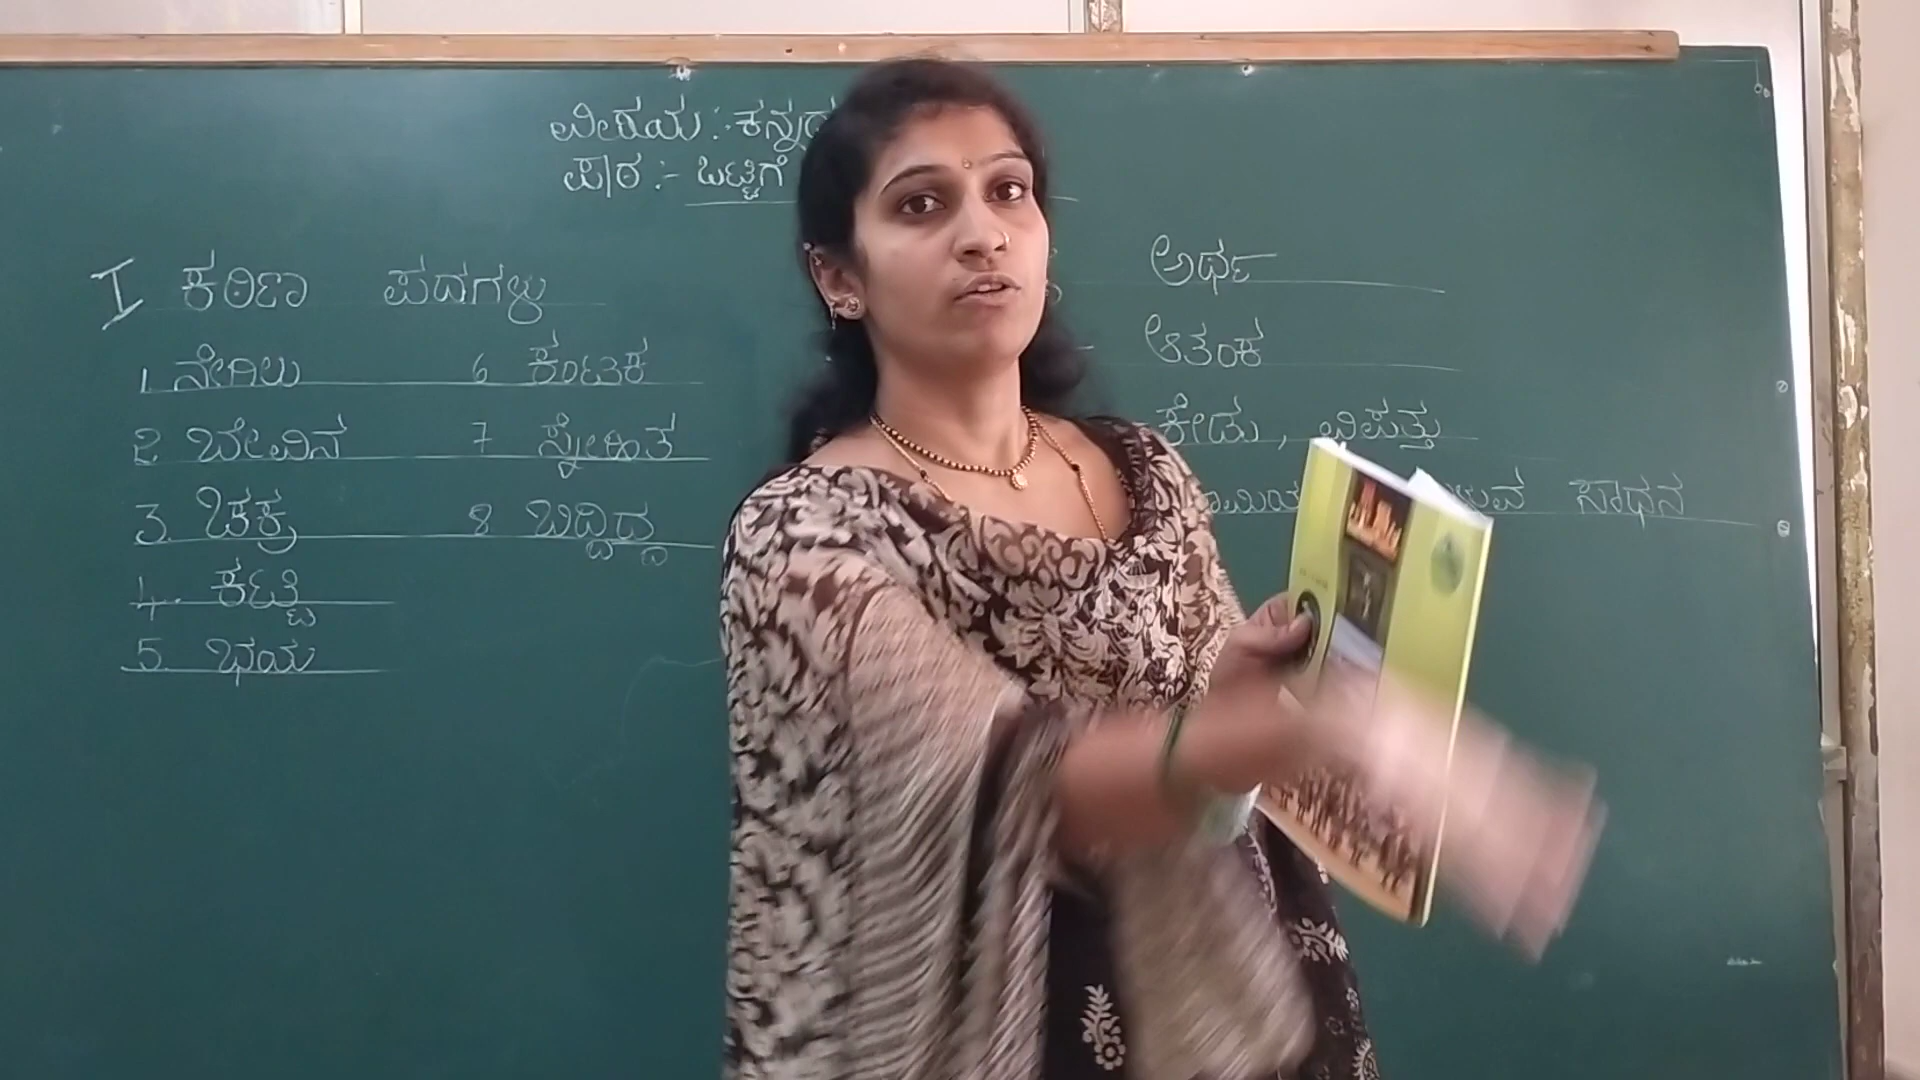 ವಿಷಯ :- ಕನ್ನಡ
ಪಾಠ :- ಒಟ್ಟಿಗೆ
I ಕಠಿಣ ಪದಗಳು
1. ನೇಗಿಲು 6 ಕಂಟಕ
2. ಬೇವಿನ 7 ಸ್ನೇಹಿತ
3. ಚಕ್ರ 8 ಬಿದ್ದಿದ್ದ
4. ಕಟ್ಟಿ
5. ಭಯ
ಅರ್ಥ
ಆತಂಕ
ಕೇಡು , ವಿಪತ್ತು
ಸಾಧನ